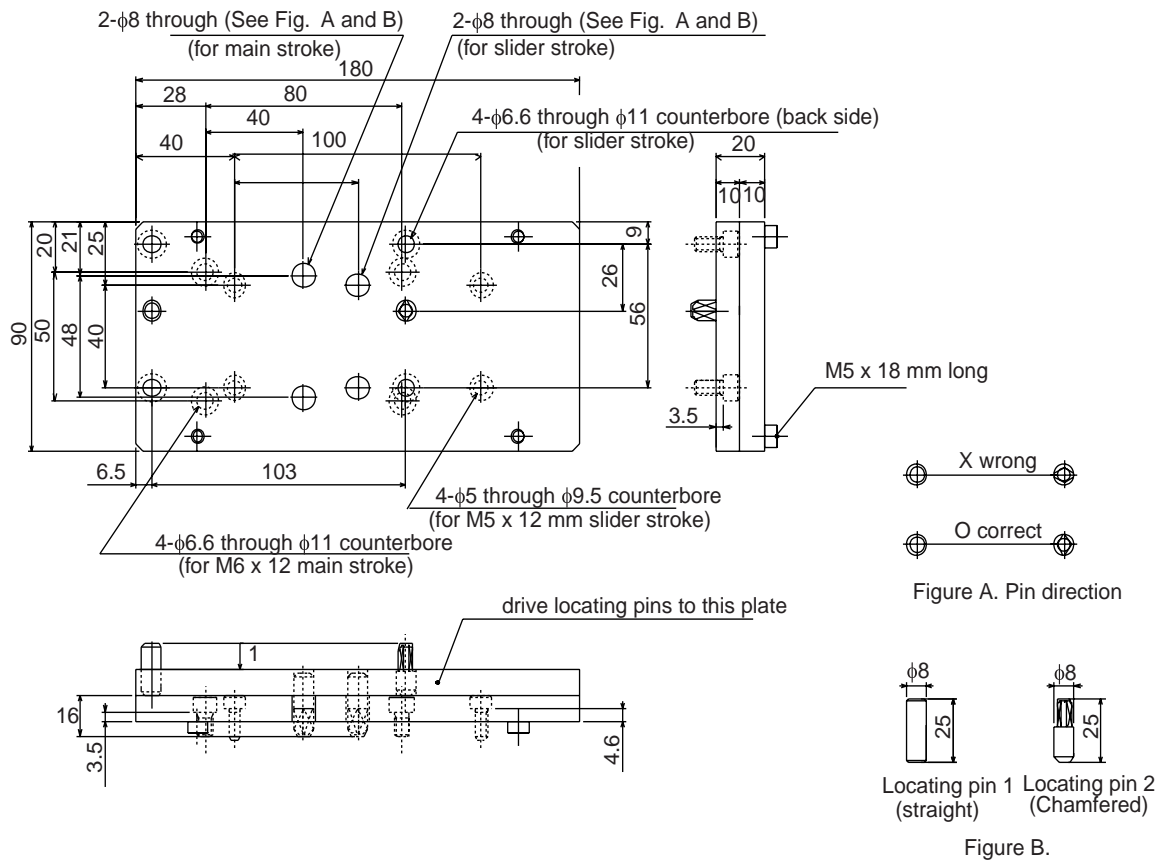 2-ϕ8 through (See Fig. A and B)
(for main stroke)
2-ϕ8 through (See Fig. A and B)
(for slider stroke)
180
28
80
40
4-ϕ6.6 through ϕ11 counterbore (back side)
(for slider stroke)
40
100
20
10
10
20
21
25
9
26
56
90
50
48
40
M5 x 18 mm long
3.5
6.5
103
4-ϕ5 through ϕ9.5 counterbore
(for M5 x 12 mm slider stroke)
4-ϕ6.6 through ϕ11 counterbore
(for M6 x 12 main stroke)
X wrong
O correct
Figure A. Pin direction
drive locating pins to this plate
1
16
3.5
4.6
ϕ8
ϕ8
25
25
Locating pin 1
(straight)
Locating pin 2
(Chamfered)
Figure B.